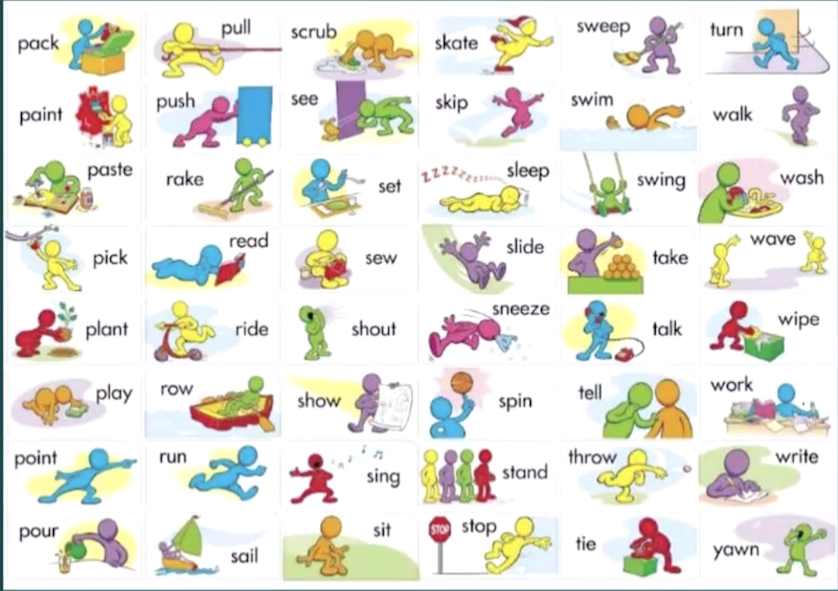 pack
pull
scrub
skate
sweep
turn
paint
push
see
skip
swim
walk
paste
rake
set
zzzzzzzzzzz
sleep
swing
wash
pick
read
sew
slide
take
wave
plant
ride
shout
sneeze
talk
wipe
play
row
show
spin
tell
work
point
run
sing
stand
throw
write
pour
sail
sit
STOP
stop
tie
yawn